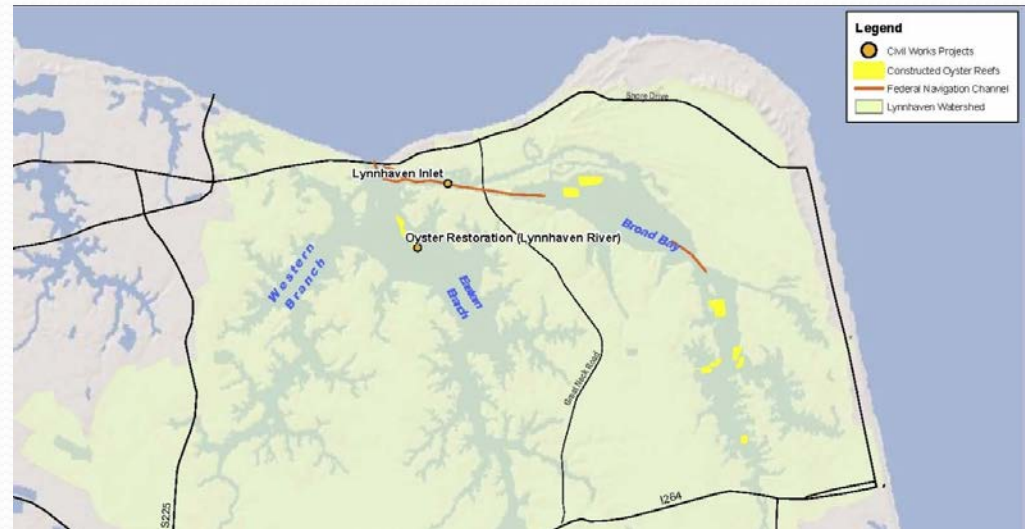 Legend
Civil Works Projects
Constructed Oyster Reefs
Federal Navigation Channel
Lynnhaven Watershed
Shore Drive
Lynnhaven Inlet
Broad Bay
Oyster Restoration (Lynnhaven River)
Western
Branch
Eastern
Branch
Great Neck Road
S225
I264